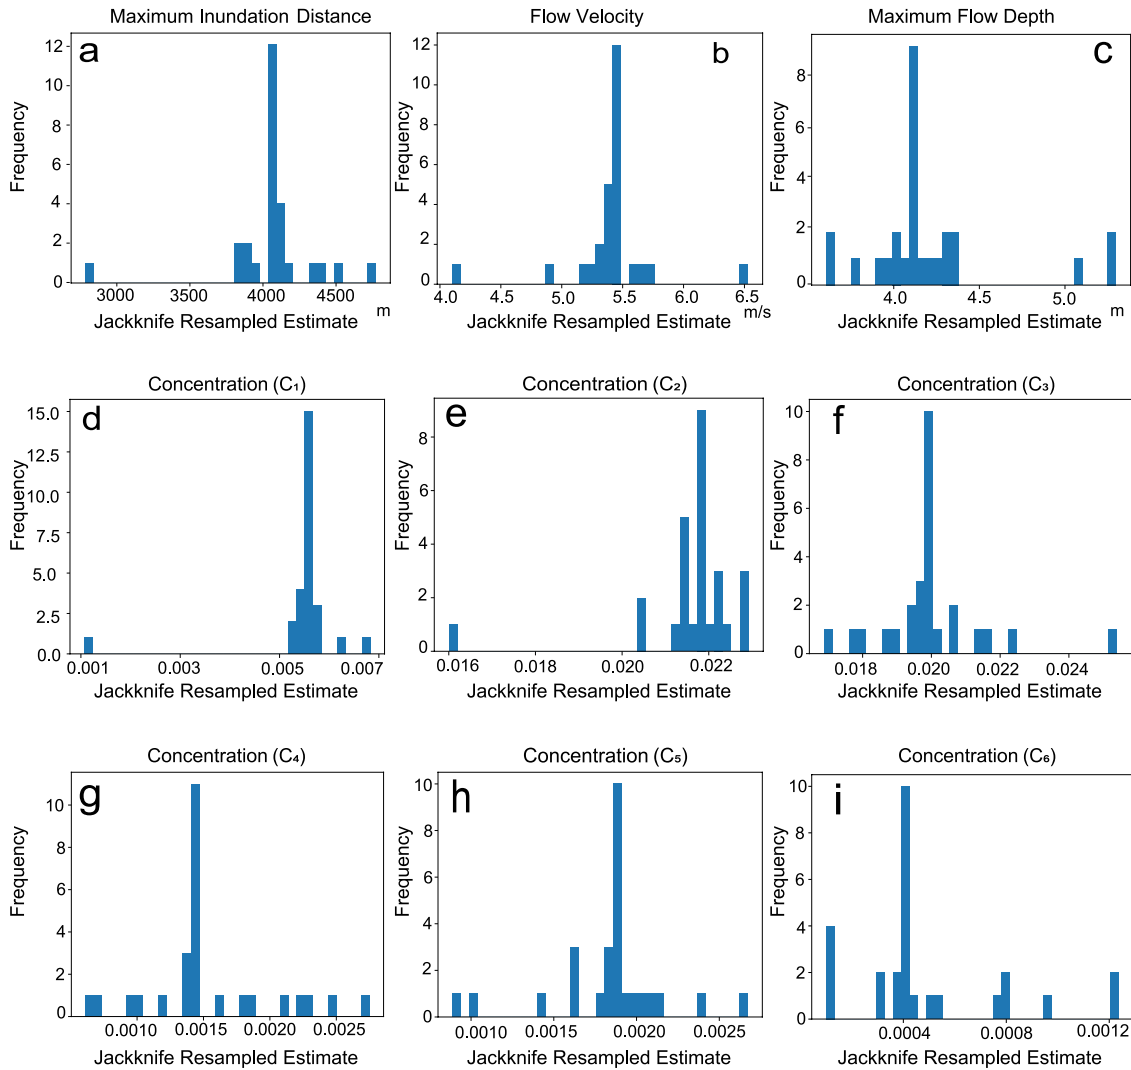 Maximum Inundation Distance
a
Frequency
12
10
8
6
4
2
0
3000
3500
4000
4500
m
Jackknife Resampled Estimate
Flow Velocity
b
Frequency
12
10
8
6
4
2
0
4.0
4.5
5.0
5.5
6.0
6.5
m/s
Jackknife Resampled Estimate
Maximum Flow Depth
c
Frequency
8
6
4
2
0
4.0
4.5
5.0
m
Jackknife Resampled Estimate
Concentration (C₁)
d
Frequency
15.0
12.5
15.0
7.5
5.0
2.5
0.0
0.001
0.003
0.005
0.007
Jackknife Resampled Estimate
Concentration (C₂)
e
Frequency
8
6
4
2
0
0.016
0.018
0.020
0.022
Jackknife Resampled Estimate
Concentration (C₃)
f
Frequency
10
8
6
4
2
0
0.018
0.020
0.022
0.024
Jackknife Resampled Estimate
Concentration (C₄)
g
Frequency
10
8
6
4
2
0
0.0010
0.0015
0.0020
0.0025
Jackknife Resampled Estimate
Concentration (C₅)
h
Frequency
10
8
6
4
2
0
0.0010
0.0015
0.0020
0.0025
Jackknife Resampled Estimate
Concentration (C₆)
i
Frequency
10
8
6
4
2
0
0.0004
0.0008
0.0012
Jackknife Resampled Estimate